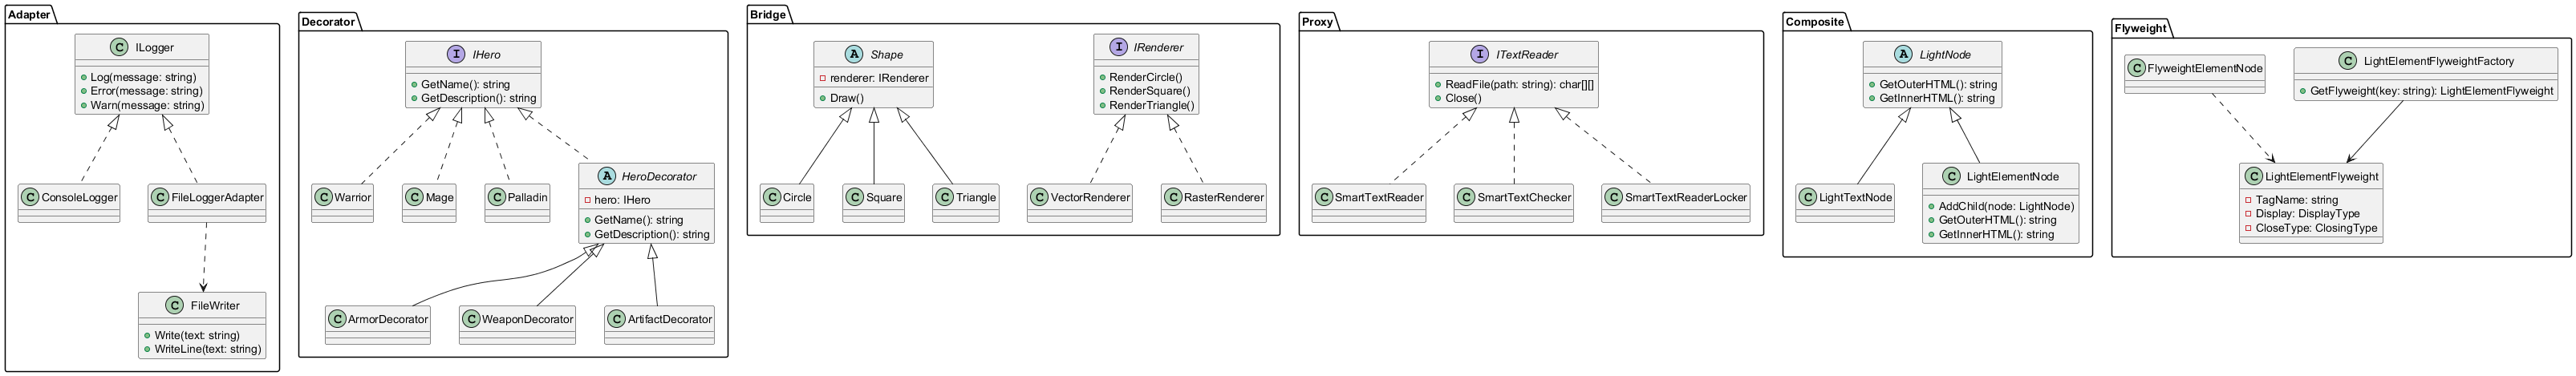 Adapter
C ILogger
Log(message: string)
Error(message: string)
Warn(message: string)
C ConsoleLogger
C FileLoggerAdapter
C FileWriter
Write(text: string)
WriteLine(text: string)
Decorator
I IHero
GetName(): string
GetDescription(): string
C Warrior
C Mage
C Palladin
A HeroDecorator
hero: IHero
GetName(): string
GetDescription(): string
C ArmorDecorator
C WeaponDecorator
C ArtifactDecorator
Bridge
A Shape
renderer: IRenderer
Draw()
I IRenderer
RenderCircle()
RenderSquare()
RenderTriangle()
C Circle
C Square
C Triangle
C VectorRenderer
C RasterRenderer
Proxy
I ITextReader
ReadFile(path: string): char[][]
Close()
C SmartTextReader
C SmartTextChecker
C SmartTextReaderLocker
Composite
A LightNode
GetOuterHTML(): string
GetInnerHTML(): string
C LightTextNode
C LightElementNode
AddChild(node: LightNode)
GetOuterHTML(): string
GetInnerHTML(): string
Flyweight
C FlyweightElementNode
C LightElementFlyweightFactory
GetFlyweight(key: string): LightElementFlyweight
C LightElementFlyweight
TagName: string
Display: DisplayType
CloseType: ClosingType